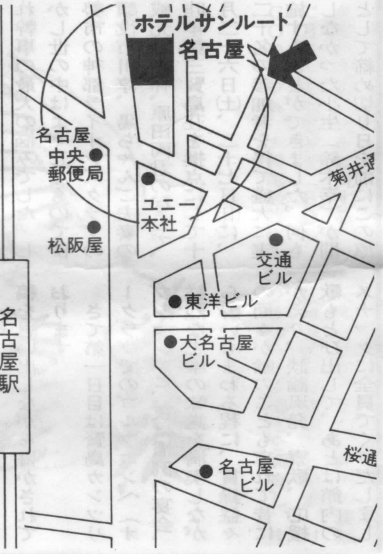 ホテルサンルート
名古屋
名古屋
中央
郵便局
ユニー
本社
松阪屋
菊井通
交通
ビル
東洋ビル
大名古屋
ビル
名古屋駅
名古屋
ビル
桜通